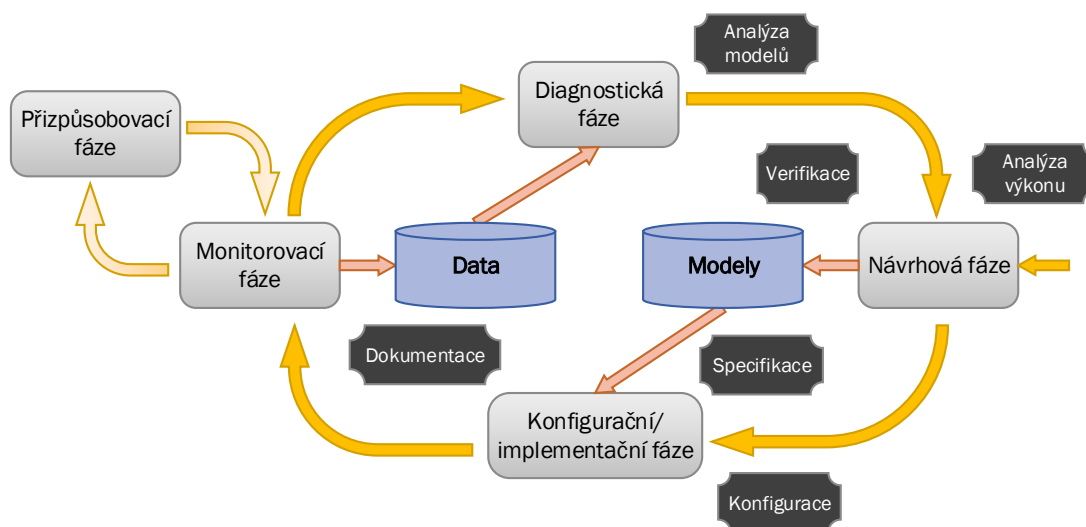 Analýza
modelů
Diagnostická
fáze
Přizpůsobovací
fáze
Verifikace
Analýza
výkonu
Monitorovací
fáze
Data
Modely
Návrhová fáze
Dokumentace
Specifikace
Konfigurační/
implementační fáze
Konfigurace